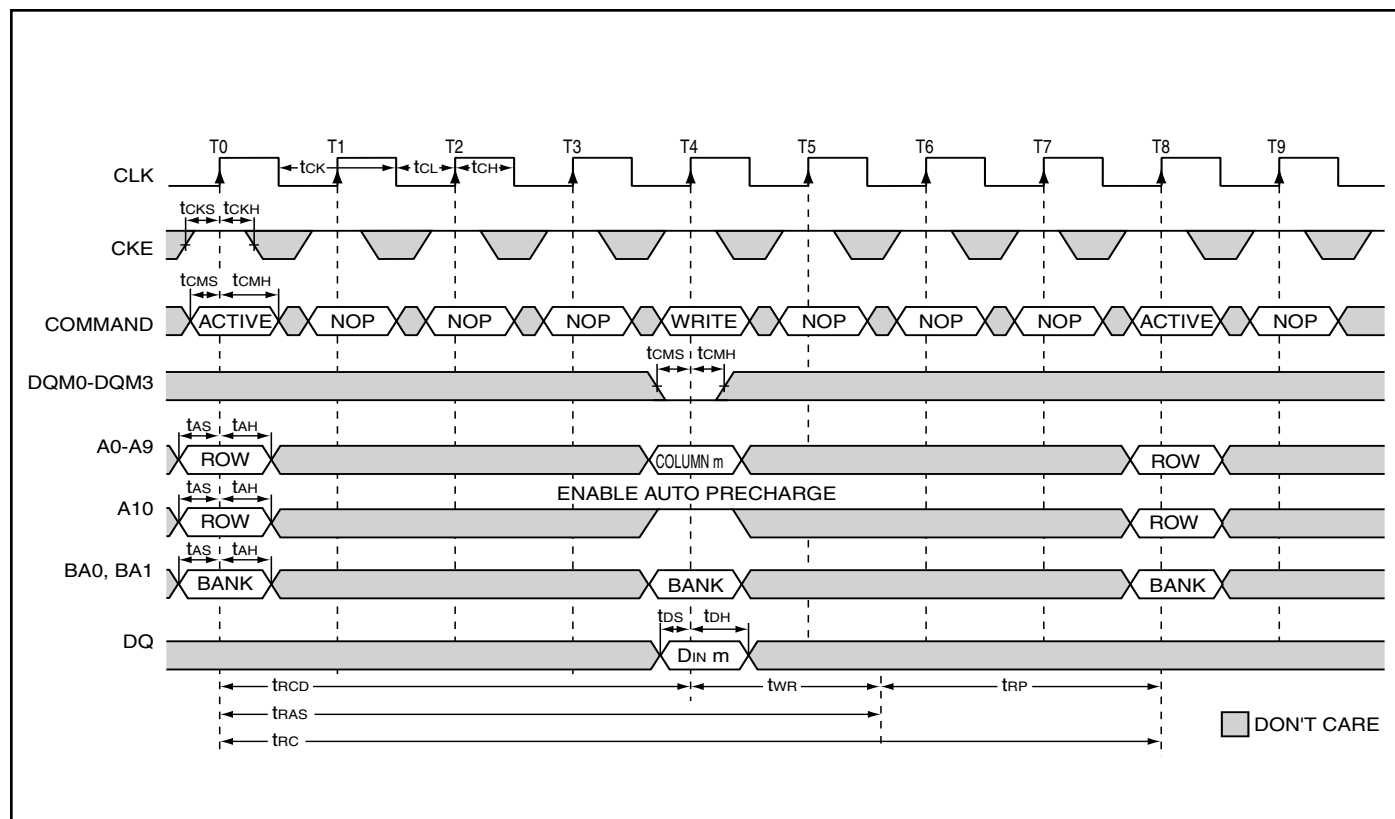 T0 T1 T2 T3 T4 T5 T6 T7 T8 T9
CLK tCK tCL tCH
tCKS tCKH
CKE
tCMS tCMH
COMMAND ACTIVE NOP NOP NOP WRITE NOP NOP NOP ACTIVE NOP
tCMS tCMH
DQM0-DQM3
tAS tAH
A0-A9 ROW COLUMN m ROW
tAS tAH ENABLE AUTO PRECHARGE
A10 ROW ROW
tAS tAH
BA0, BA1 BANK BANK BANK
tDS tDH
DQ DIN m
tRCD tWR tRP
tRAS
tRC DON'T CARE